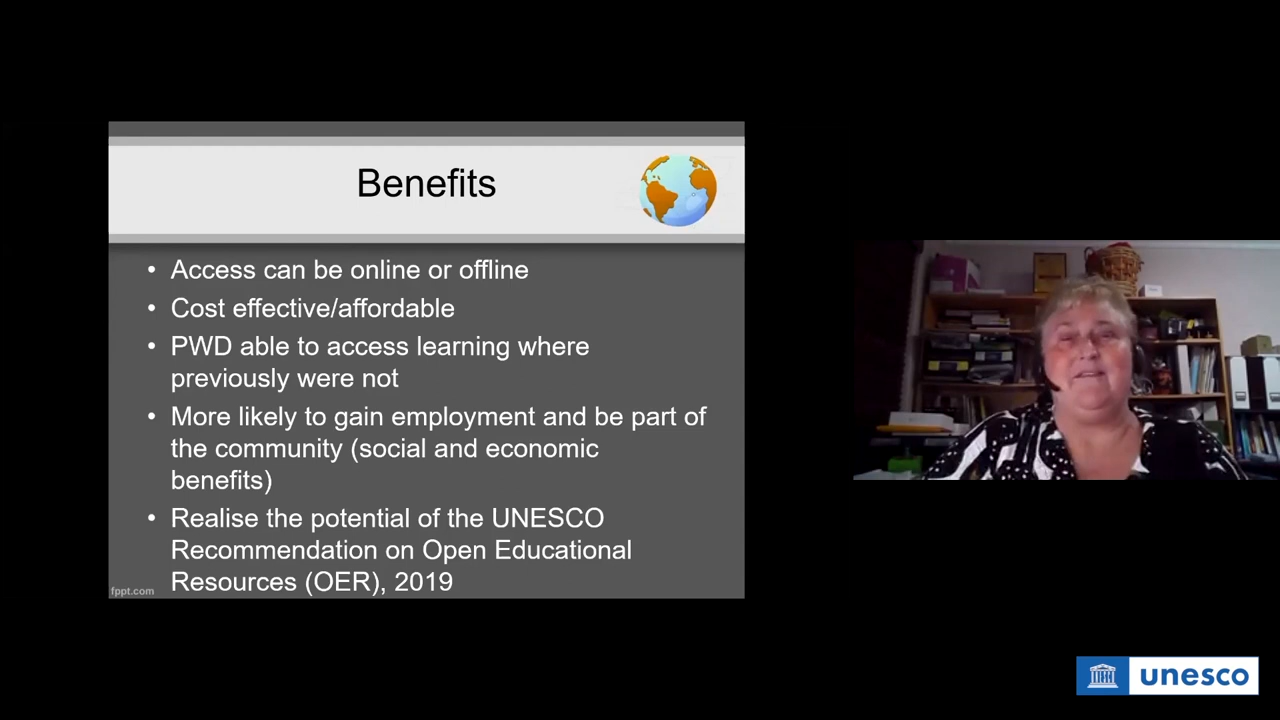 Benefits
• Access can be online or offline
• Cost effective/affordable
• PWD able to access learning where
previously were not
• More likely to gain employment and be part of
the community (social and economic
benefits)
• Realise the potential of the UNESCO
Recommendation on Open Educational
Resources (OER), 2019
fppt.com
unesco